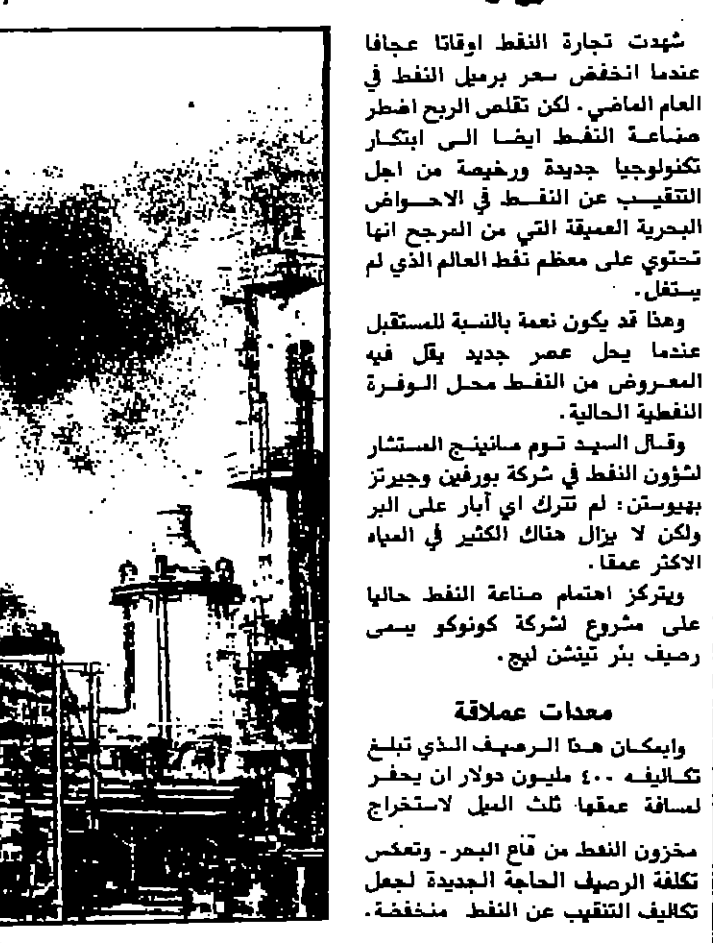 شهدت تجارة النفط اوقاتا عجافا
عندما انخفض سعر برميل النفط في
العام الماضي. لكن تقلص الربح اضطر
صناعة النفط ايضا الى ابتكار
تكنولوجيا جديدة ورخيصة من اجل
التنقيب عن النفط في الاحواض
البحرية العميقة التي من المرجح انها
تحتوي على معظم نفط العالم الذي لم
يستغل.
وهذا قد يكون نعمة بالنسبة للمستقبل
عندما يحل عصر جديد يقل فيه
المعروض من النفط محل الوفرة
النفطية الحالية.
وقال السيد توم مانينج المستشار
لشؤون النفط في شركة بورفين وجيرتز
بهيوستن: لم نترك اي آبار على البر
ولكن لا يزال هناك الكثير في المياه
الاكثر عمقا.
ويتركز اهتمام صناعة النفط حاليا
على مشروع لشركة كونوكو يسمى
رصيف بئر تينشن ليج.
معدات عملاقة
وابمكان هذا الرصيف الذي تبلغ
تكاليفه ٤٠٠ مليون دولار ان يحفر
لمسافة عمقها ثلث الميل لاستخراج
مخزون النفط من قاع البحر. وتعكس
تكلفة الرصيف الحاجة الجديدة لجعل
تكاليف التنقيب عن النفط منخفضة.